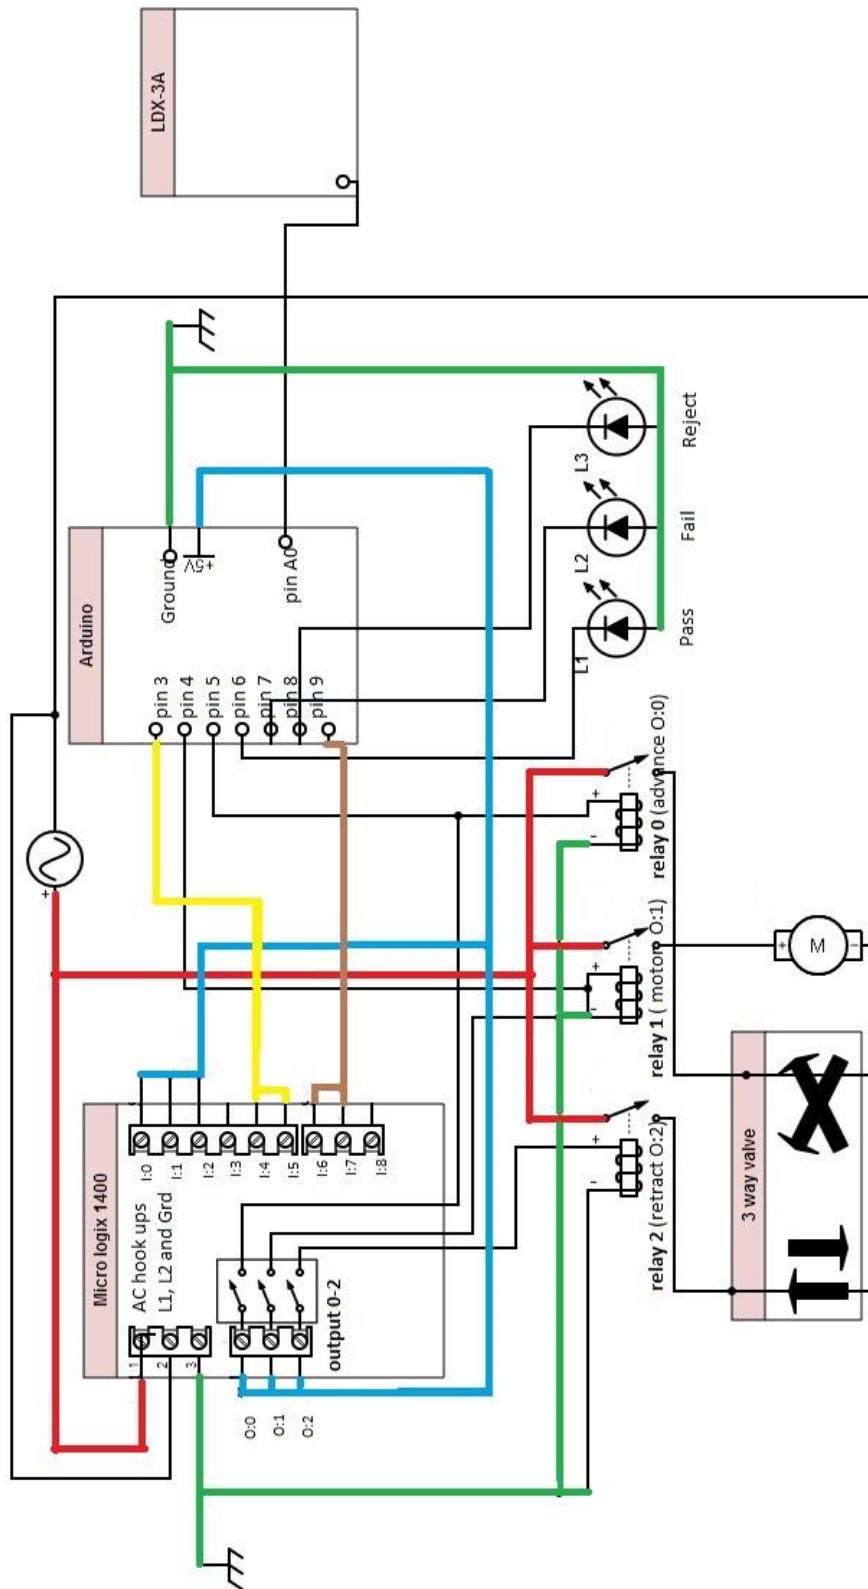 LDX-3A
Arduino
Ground
+5V
pin A0
pin 3
pin 4
pin 5
pin 6
pin 7
pin 8
pin 9
L3
L2
L1
Reject
Fail
Pass
+
+
-
relay 0 (advance O:0)
+
-
relay 1 ( motor O:1)
+
-
relay 2 (retract O:2)
+
M
-
3 way valve
Micro logix 1400
AC hook ups
L1, L2 and Grd
1
2
3
I:0
I:1
I:2
I:3
I:4
I:5
I:6
I:7
I:8
output 0-2
O:0
O:1
O:2